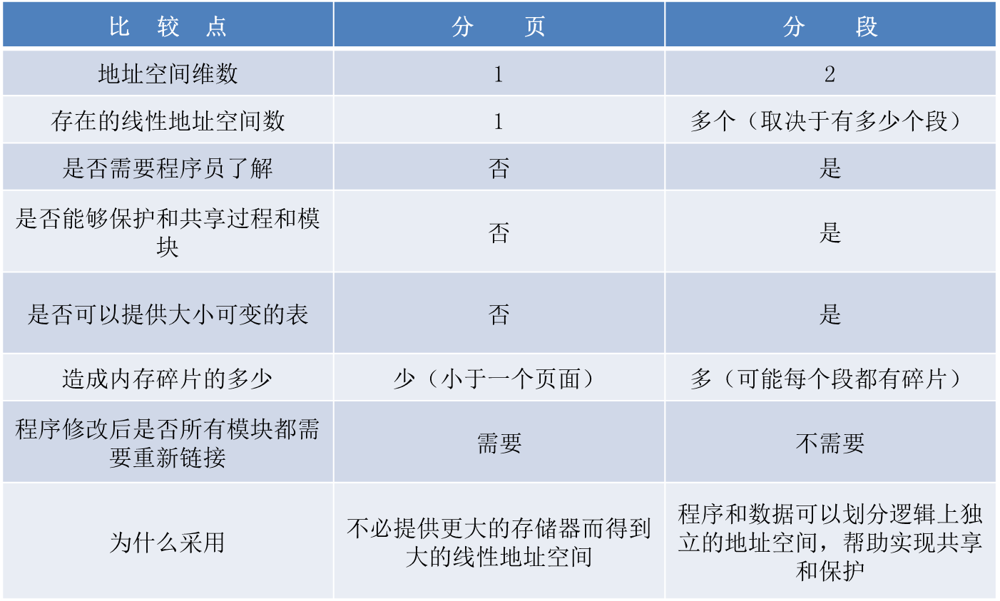 比 较 点 分 页 分 段
地址空间维数 1 2
存在的线性地址空间数 1 多个（取决于有多少个段）
是否需要程序员了解 否 是
是否能够保护和共享过程和模
块
否 是
是否可以提供大小可变的表 否 是
造成内存碎片的多少 少（小于一个页面） 多（可能每个段都有碎片）
程序修改后是否所有模块都需
要重新链接
需要 不需要
为什么采用
不必提供更大的存储器而得到
大的线性地址空间
程序和数据可以划分逻辑上独
立的地址空间，帮助实现共享
和保护